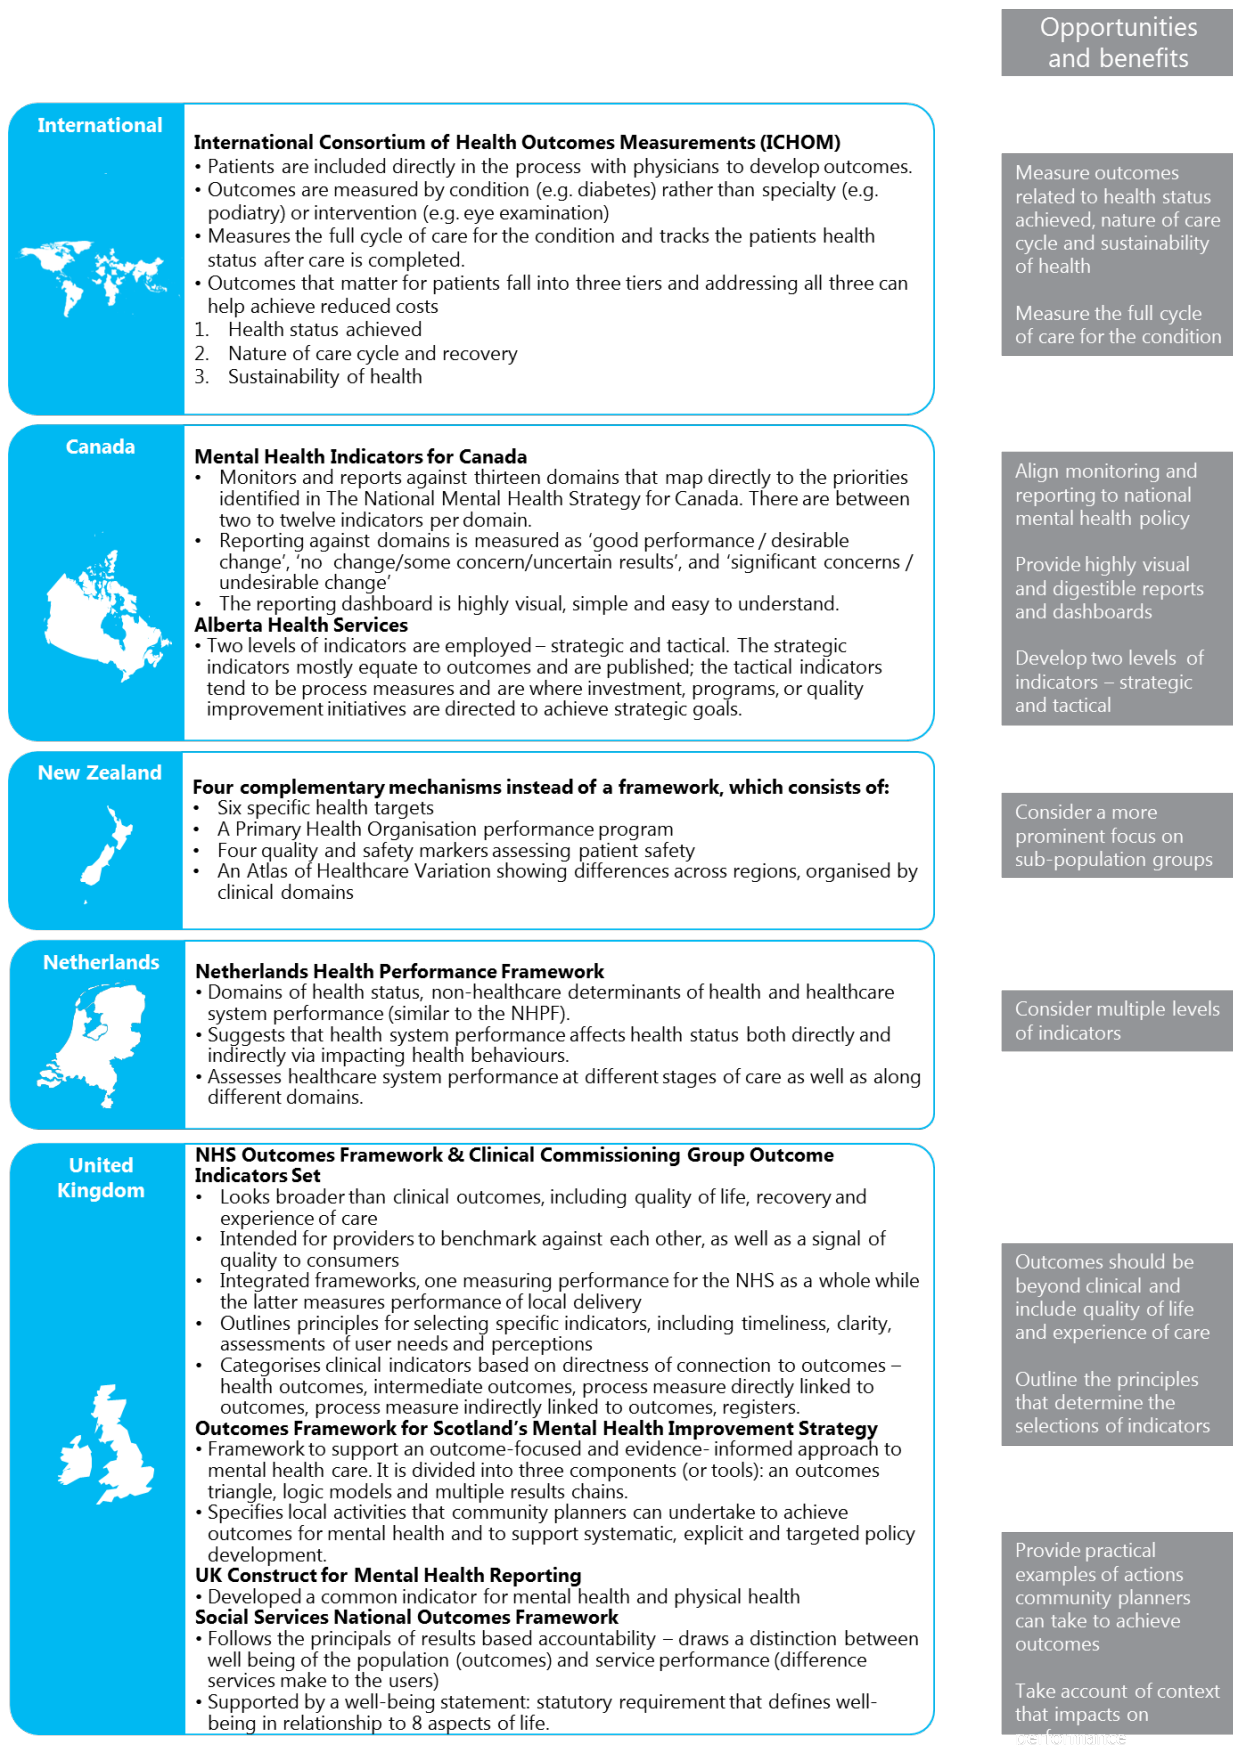 Opportunities
and benefits
International
International Consortium of Health Outcomes Measurements (ICHOM)
• Patients are included directly in the process with physicians to develop outcomes.
• Outcomes are measured by condition (e.g. diabetes) rather than specialty (e.g.
podiatry) or intervention (e.g. eye examination)
• Measures the full cycle of care for the condition and tracks the patients health
status after care is completed.
• Outcomes that matter for patients fall into three tiers and addressing all three can
help achieve reduced costs
1. Health status achieved
2. Nature of care cycle and recovery
3. Sustainability of health
Measure outcomes
related to health status
achieved, nature of care
cycle and sustainability
of health
Measure the full cycle
of care for the condition
Canada
Mental Health Indicators for Canada
• Monitors and reports against thirteen domains that map directly to the priorities
identified in The National Mental Health Strategy for Canada. There are between
two to twelve indicators per domain.
• Reporting against domains is measured as ‘good performance / desirable
change’, ‘no change/some concern/uncertain results’, and ‘significant concerns /
undesirable change’
• The reporting dashboard is highly visual, simple and easy to understand.
Alberta Health Services
• Two levels of indicators are employed – strategic and tactical. The strategic
indicators mostly equate to outcomes and are published; the tactical indicators
tend to be process measures and are where investment, programs, or quality
improvement initiatives are directed to achieve strategic goals.
Align monitoring and
reporting to national
mental health policy
Provide highly visual
and digestible reports
and dashboards
Develop two levels of
indicators – strategic
and tactical
New Zealand
Four complementary mechanisms instead of a framework, which consists of:
• Six specific health targets
• A Primary Health Organisation performance program
• Four quality and safety markers assessing patient safety
• An Atlas of Healthcare Variation showing differences across regions, organised by
clinical domains
Consider a more
prominent focus on
sub-population groups
Netherlands
Netherlands Health Performance Framework
• Domains of health status, non-healthcare determinants of health and healthcare
system performance (similar to the NHPF).
• Suggests that health system performance affects health status both directly and
indirectly via impacting health behaviours.
• Assesses healthcare system performance at different stages of care as well as along
different domains.
Consider multiple levels
of indicators
United
Kingdom
NHS Outcomes Framework & Clinical Commissioning Group Outcome
Indicators Set
• Looks broader than clinical outcomes, including quality of life, recovery and
experience of care
• Intended for providers to benchmark against each other, as well as a signal of
quality to consumers
• Integrated frameworks, one measuring performance for the NHS as a whole while
the latter measures performance of local delivery
• Outlines principles for selecting specific indicators, including timeliness, clarity,
assessments of user needs and perceptions
• Categorises clinical indicators based on directness of connection to outcomes –
health outcomes, intermediate outcomes, process measure directly linked to
outcomes, process measure indirectly linked to outcomes, registers.
Outcomes Framework for Scotland’s Mental Health Improvement Strategy
• Framework to support an outcome-focused and evidence- informed approach to
mental health care. It is divided into three components (or tools): an outcomes
triangle, logic models and multiple results chains.
• Specifies local activities that community planners can undertake to achieve
outcomes for mental health and to support systematic, explicit and targeted policy
development.
UK Construct for Mental Health Reporting
• Developed a common indicator for mental health and physical health
Social Services National Outcomes Framework
• Follows the principals of results based accountability – draws a distinction between
well being of the population (outcomes) and service performance (difference
services make to the users)
• Supported by a well-being statement: statutory requirement that defines well-
being in relationship to 8 aspects of life.
Outcomes should be
beyond clinical and
include quality of life
and experience of care
Outline the principles
that determine the
selections of indicators
Provide practical
examples of actions
community planners
can take to achieve
outcomes
Take account of context
that impacts on
performance